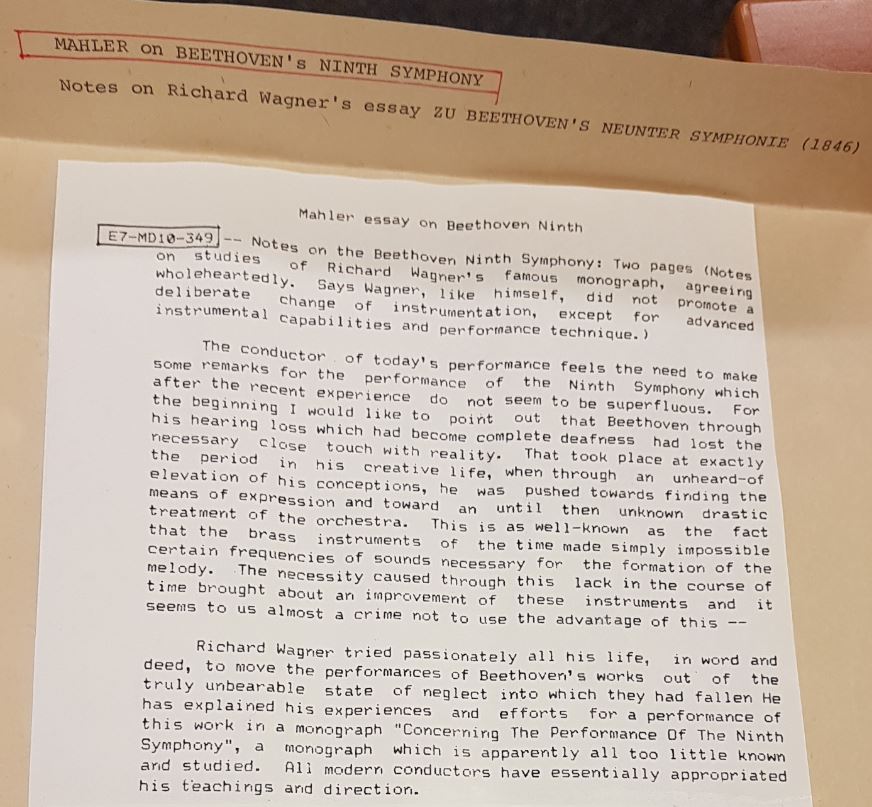 MAHLER on BEETHOVEN's NINTH SYMPHONY
Notes on Richard Wagner's essay ZU BEETHOVEN'S NEUNTER SYMPHONIE (1846)
Mahler essay on Beethoven Ninth
E7-MD10-349 -- Notes on the Beethoven Ninth Symphony: Two pages (Notes
on studies of Richard Wagner's famous monograph, agreeing
wholeheartedly. Says Wagner, like himself, did not promote a
deliberate change of instrumentation, except for advanced
instrumental capabilities and performance technique.)
The conductor of today's performance feels the need to make
some remarks for the performance of the Ninth Symphony which
after the recent experience do not seem to be superfluous. For
the beginning I would like to point out that Beethoven through
his hearing loss which had become complete deafness had lost the
necessary close touch with reality. That took place at exactly
the period in his creative life, when through an unheard-of
elevation of his conceptions, he was pushed towards finding the
means of expression and toward an until then unknown drastic
treatment of the orchestra. This is as well-known as the fact
that the brass instruments of the time made simply impossible
certain frequencies of sounds necessary for the formation of the
melody. The necessity caused through this lack in the course of
time brought about an improvement of these instruments and it
seems to us almost a crime not to use the advantage of this --
Richard Wagner tried passionately all his life, in word and
deed, to move the performances of Beethoven's works out of the
truly unbearable state of neglect into which they had fallen He
has explained his experiences and efforts for a performance of
this work in a monograph "Concerning The Performance Of The Ninth
Symphony", a monograph which is apparently all too little known
and studied. All modern conductors have essentially appropriated
his teachings and direction.